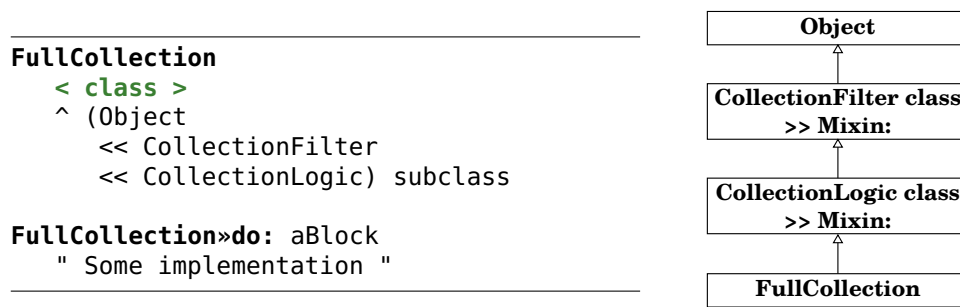 FullCollection
< class >
^ (Object
<< CollectionFilter
<< CollectionLogic) subclass
FullCollection»do: aBlock
" Some implementation "
Object
CollectionFilter class
>> Mixin:
CollectionLogic class
>> Mixin:
FullCollection